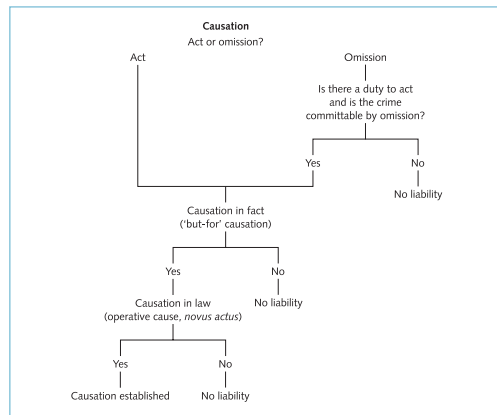 Causation
Act or omission?
Act
Omission
Is there a duty to act
and is the crime
committable by omission?
Yes
No
No liability
Causation in fact
(‘but-for’ causation)
Yes
No
Causation in law
(operative cause, novus actus)
No liability
Yes
No
Causation established
No liability